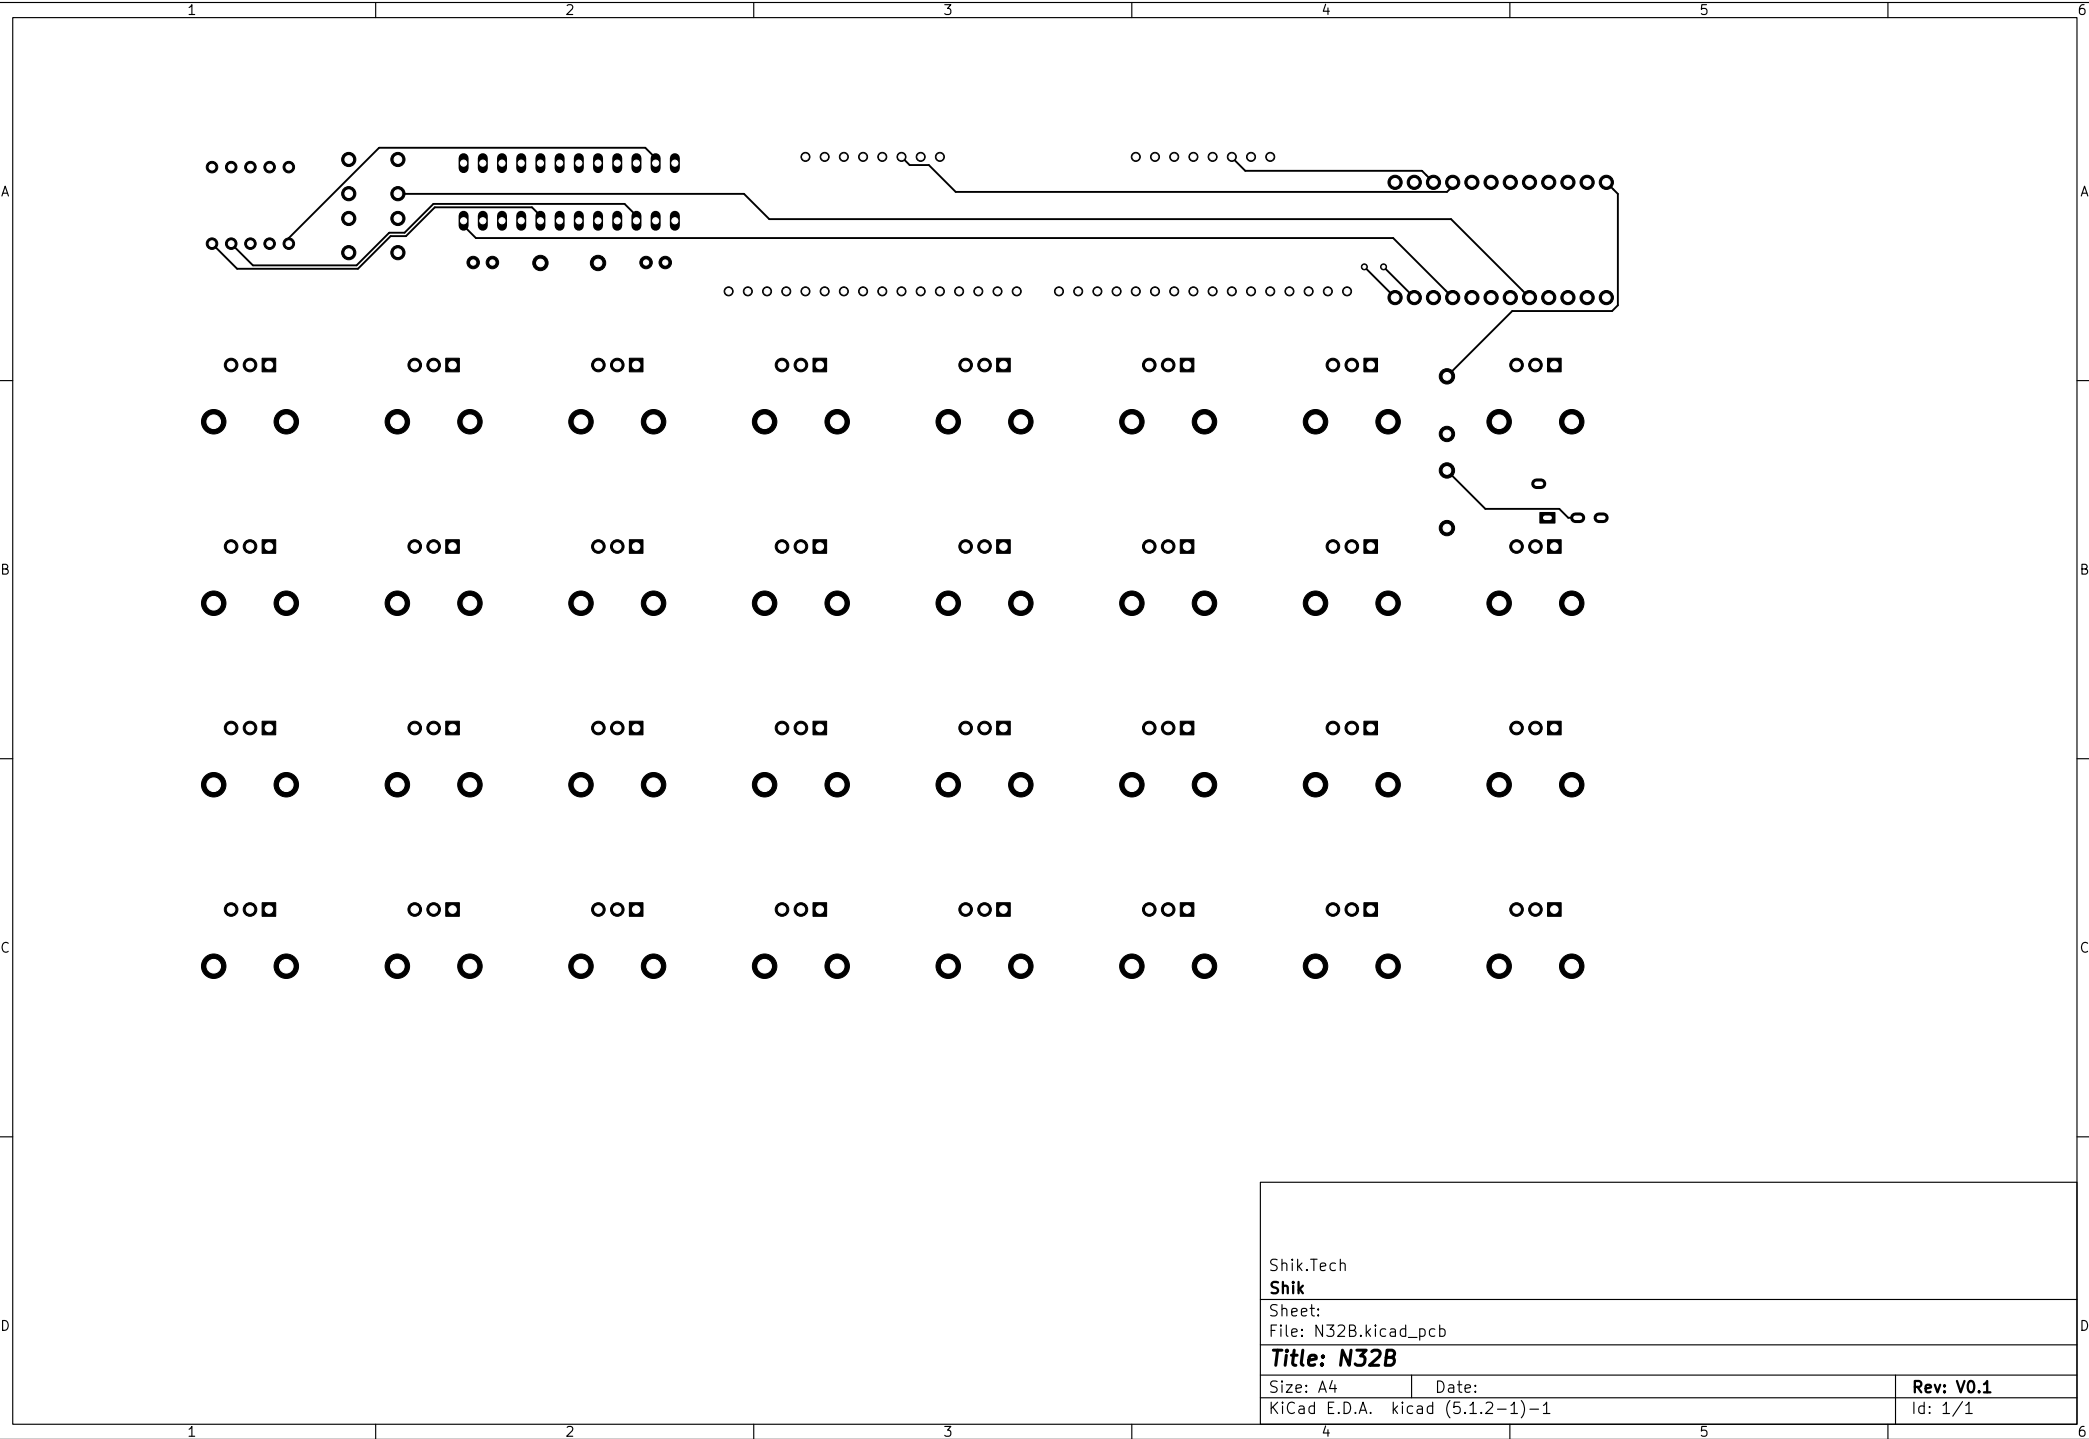 1 2 3 4 5 6
A A
B B
C C
Shik.Tech
Shik
Sheet:
File: N32B.kicad_pcb
D D
Title: N32B
Size: A4 Date: Rev: V0.1
KiCad E.D.A. kicad (5.1.2-1)-1 Id: 1/1
1 2 3 4 5 6